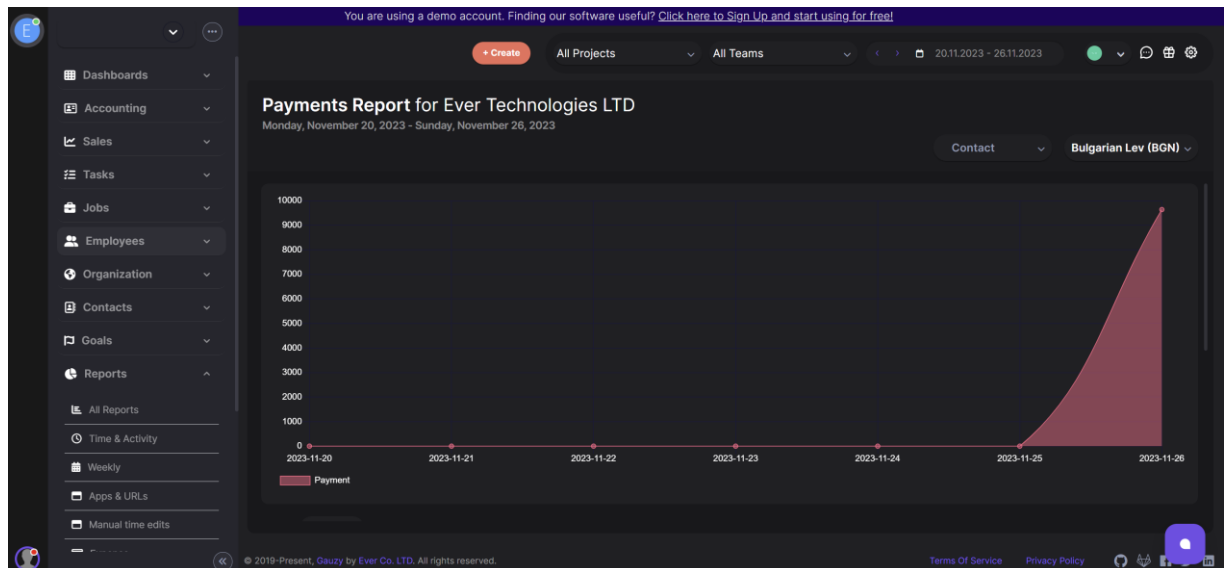 You are using a demo account. Finding our software useful? Click here to Sign Up and start using for free!
E
+ Create
All Projects
All Teams
20.11.2023 - 26.11.2023
Dashboards
Accounting
Sales
Tasks
Jobs
Employees
Organization
Contacts
Goals
Reports
All Reports
Time & Activity
Weekly
Apps & URLs
Manual time edits
Payments Report for Ever Technologies LTD
Monday, November 20, 2023 - Sunday, November 26, 2023
Contact
Bulgarian Lev (BGN)
10000
9000
8000
7000
6000
5000
4000
3000
2000
1000
0
2023-11-20 2023-11-21 2023-11-22 2023-11-23 2023-11-24 2023-11-25 2023-11-26
Payment
© 2019-Present, Gauzy by Ever Co. LTD. All rights reserved.
Terms Of Service
Privacy Policy